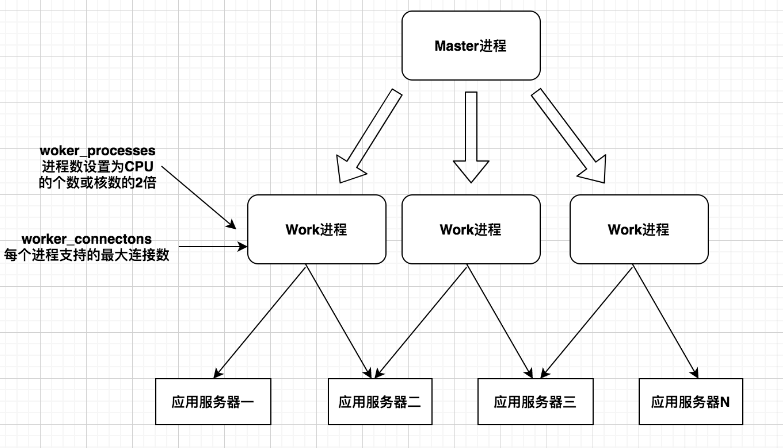 Master进程
woker_processes
进程数设置为CPU
的个数或核数的2倍
worker_connectons
每个进程支持的最大连接数
Work进程
Work进程
Work进程
应用服务器一
应用服务器二
应用服务器三
应用服务器N